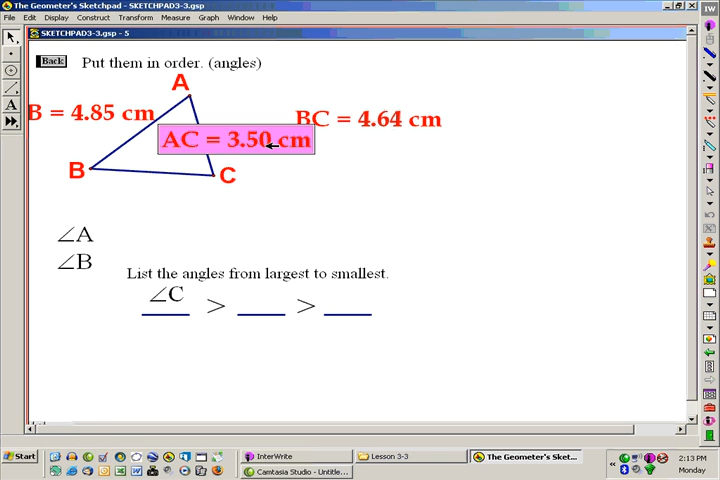 The Geometer's Sketchpad - SKETCHPAD3-3.gsp
File Edit Display Construct Transform Measure Graph Window Help
SKETCHPAD3-3.gsp - 5
Back
Put them in order. (angles)
A
B = 4.85 cm
BC = 4.64 cm
AC = 3.50 cm
B
C
∠A
∠B
List the angles from largest to smallest.
∠C
> >
A
IW
Start
InterWrite
Lesson 3-3
The Geometer's Sket...
2:13 PM
Camtasia Studio - Untitle...
Monday